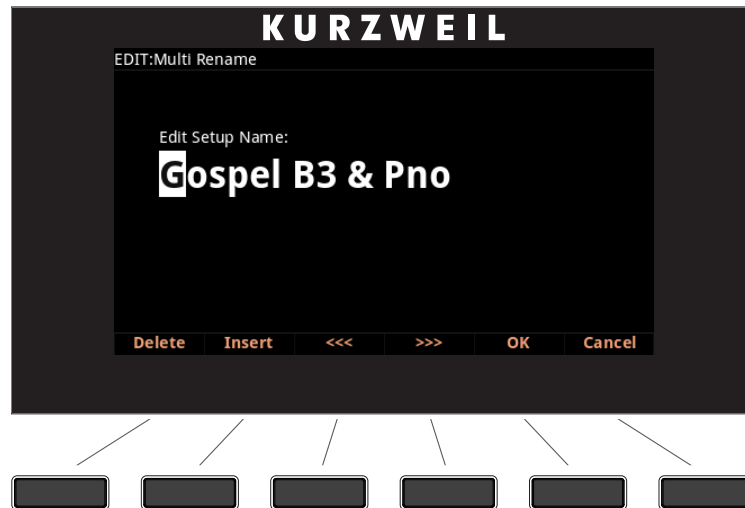 KURZWEIL
EDIT:Multi Rename
Edit Setup Name:
Gospel B3 & Pno
Delete Insert <<< >>> OK Cancel